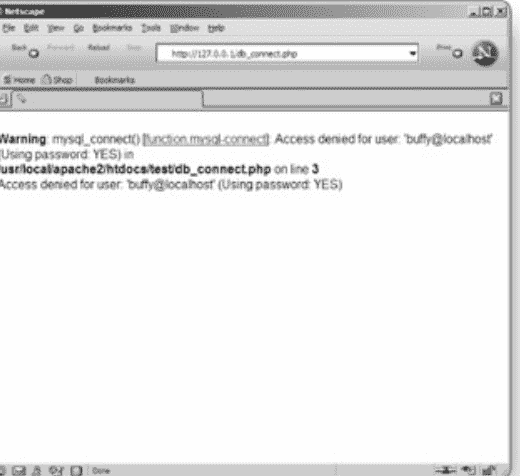 Netscape
File Edit View Go Bookmarks Tools Window Help
Back Forward Reload Stop http://127.0.0.1/db_connect.php Print
Home Shop Bookmarks
Warning: mysql_connect() [function.mysql-connect]: Access denied for user: 'buffy@localhost'
(Using password: YES) in
/usr/local/apache2/htdocs/test/db_connect.php on line 3
Access denied for user: 'buffy@localhost' (Using password: YES)
Done